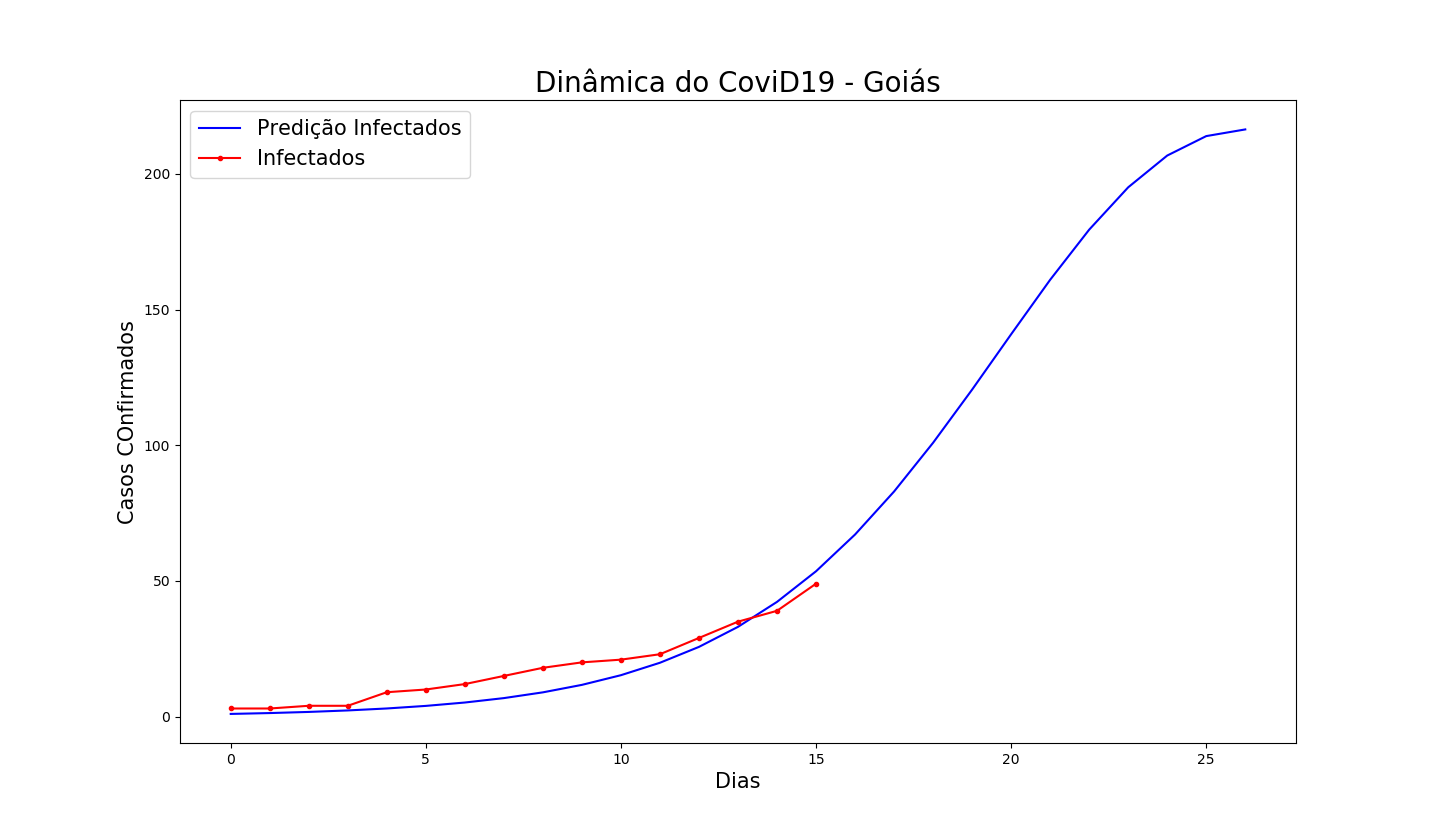 Dinâmica do CoviD19 - Goiás
Predição Infectados
Infectados
Casos COnfirmados
200
150
100
50
0
0 5 10 15 20 25
Dias